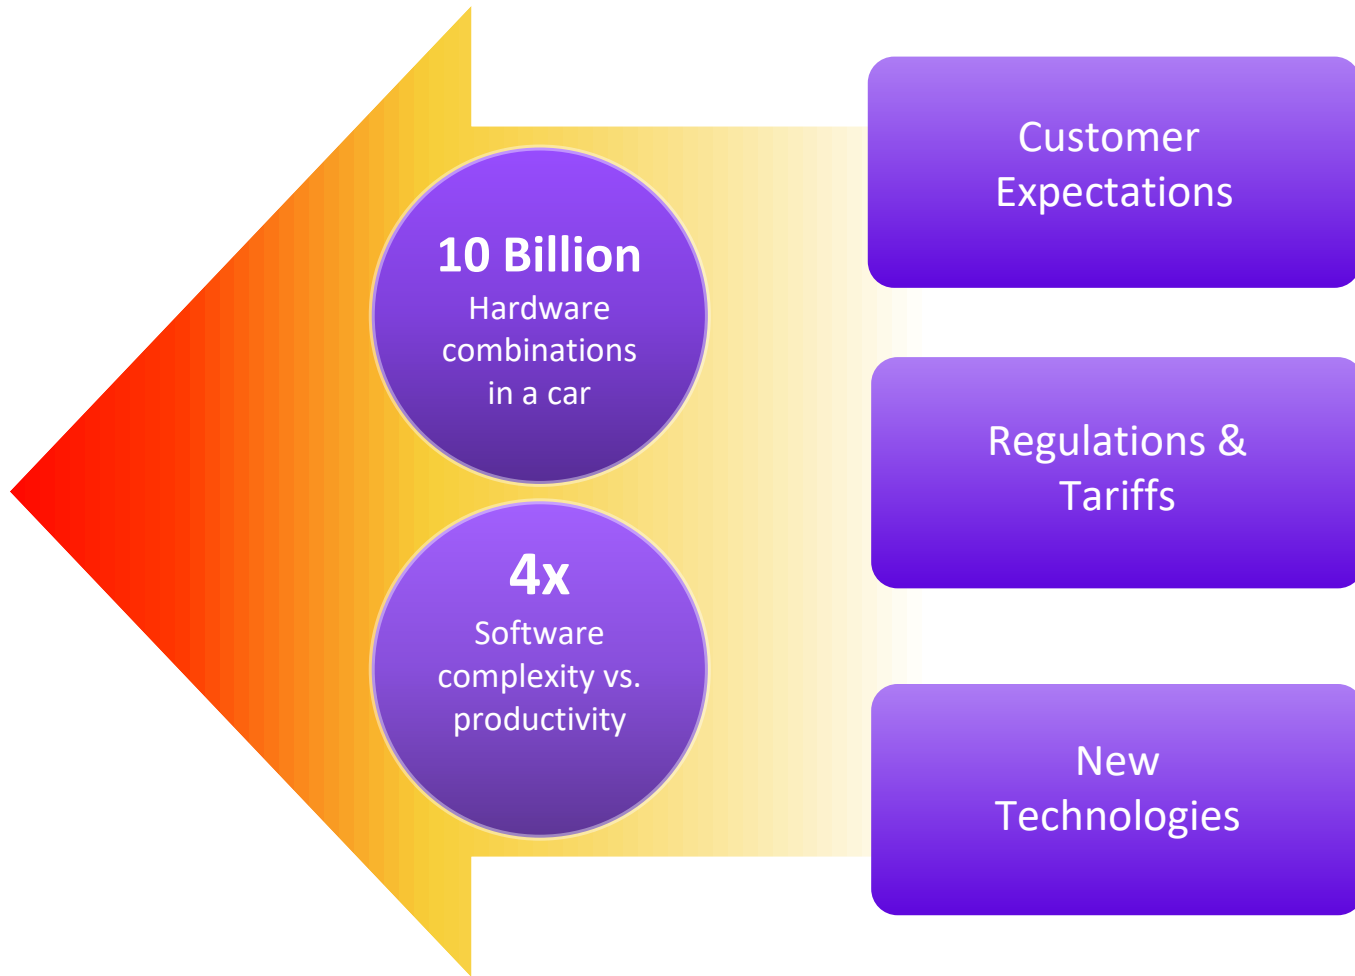 10 Billion
Hardware
combinations
in a car
4x
Software
complexity vs.
productivity
Customer
Expectations
Regulations &
Tariffs
New
Technologies